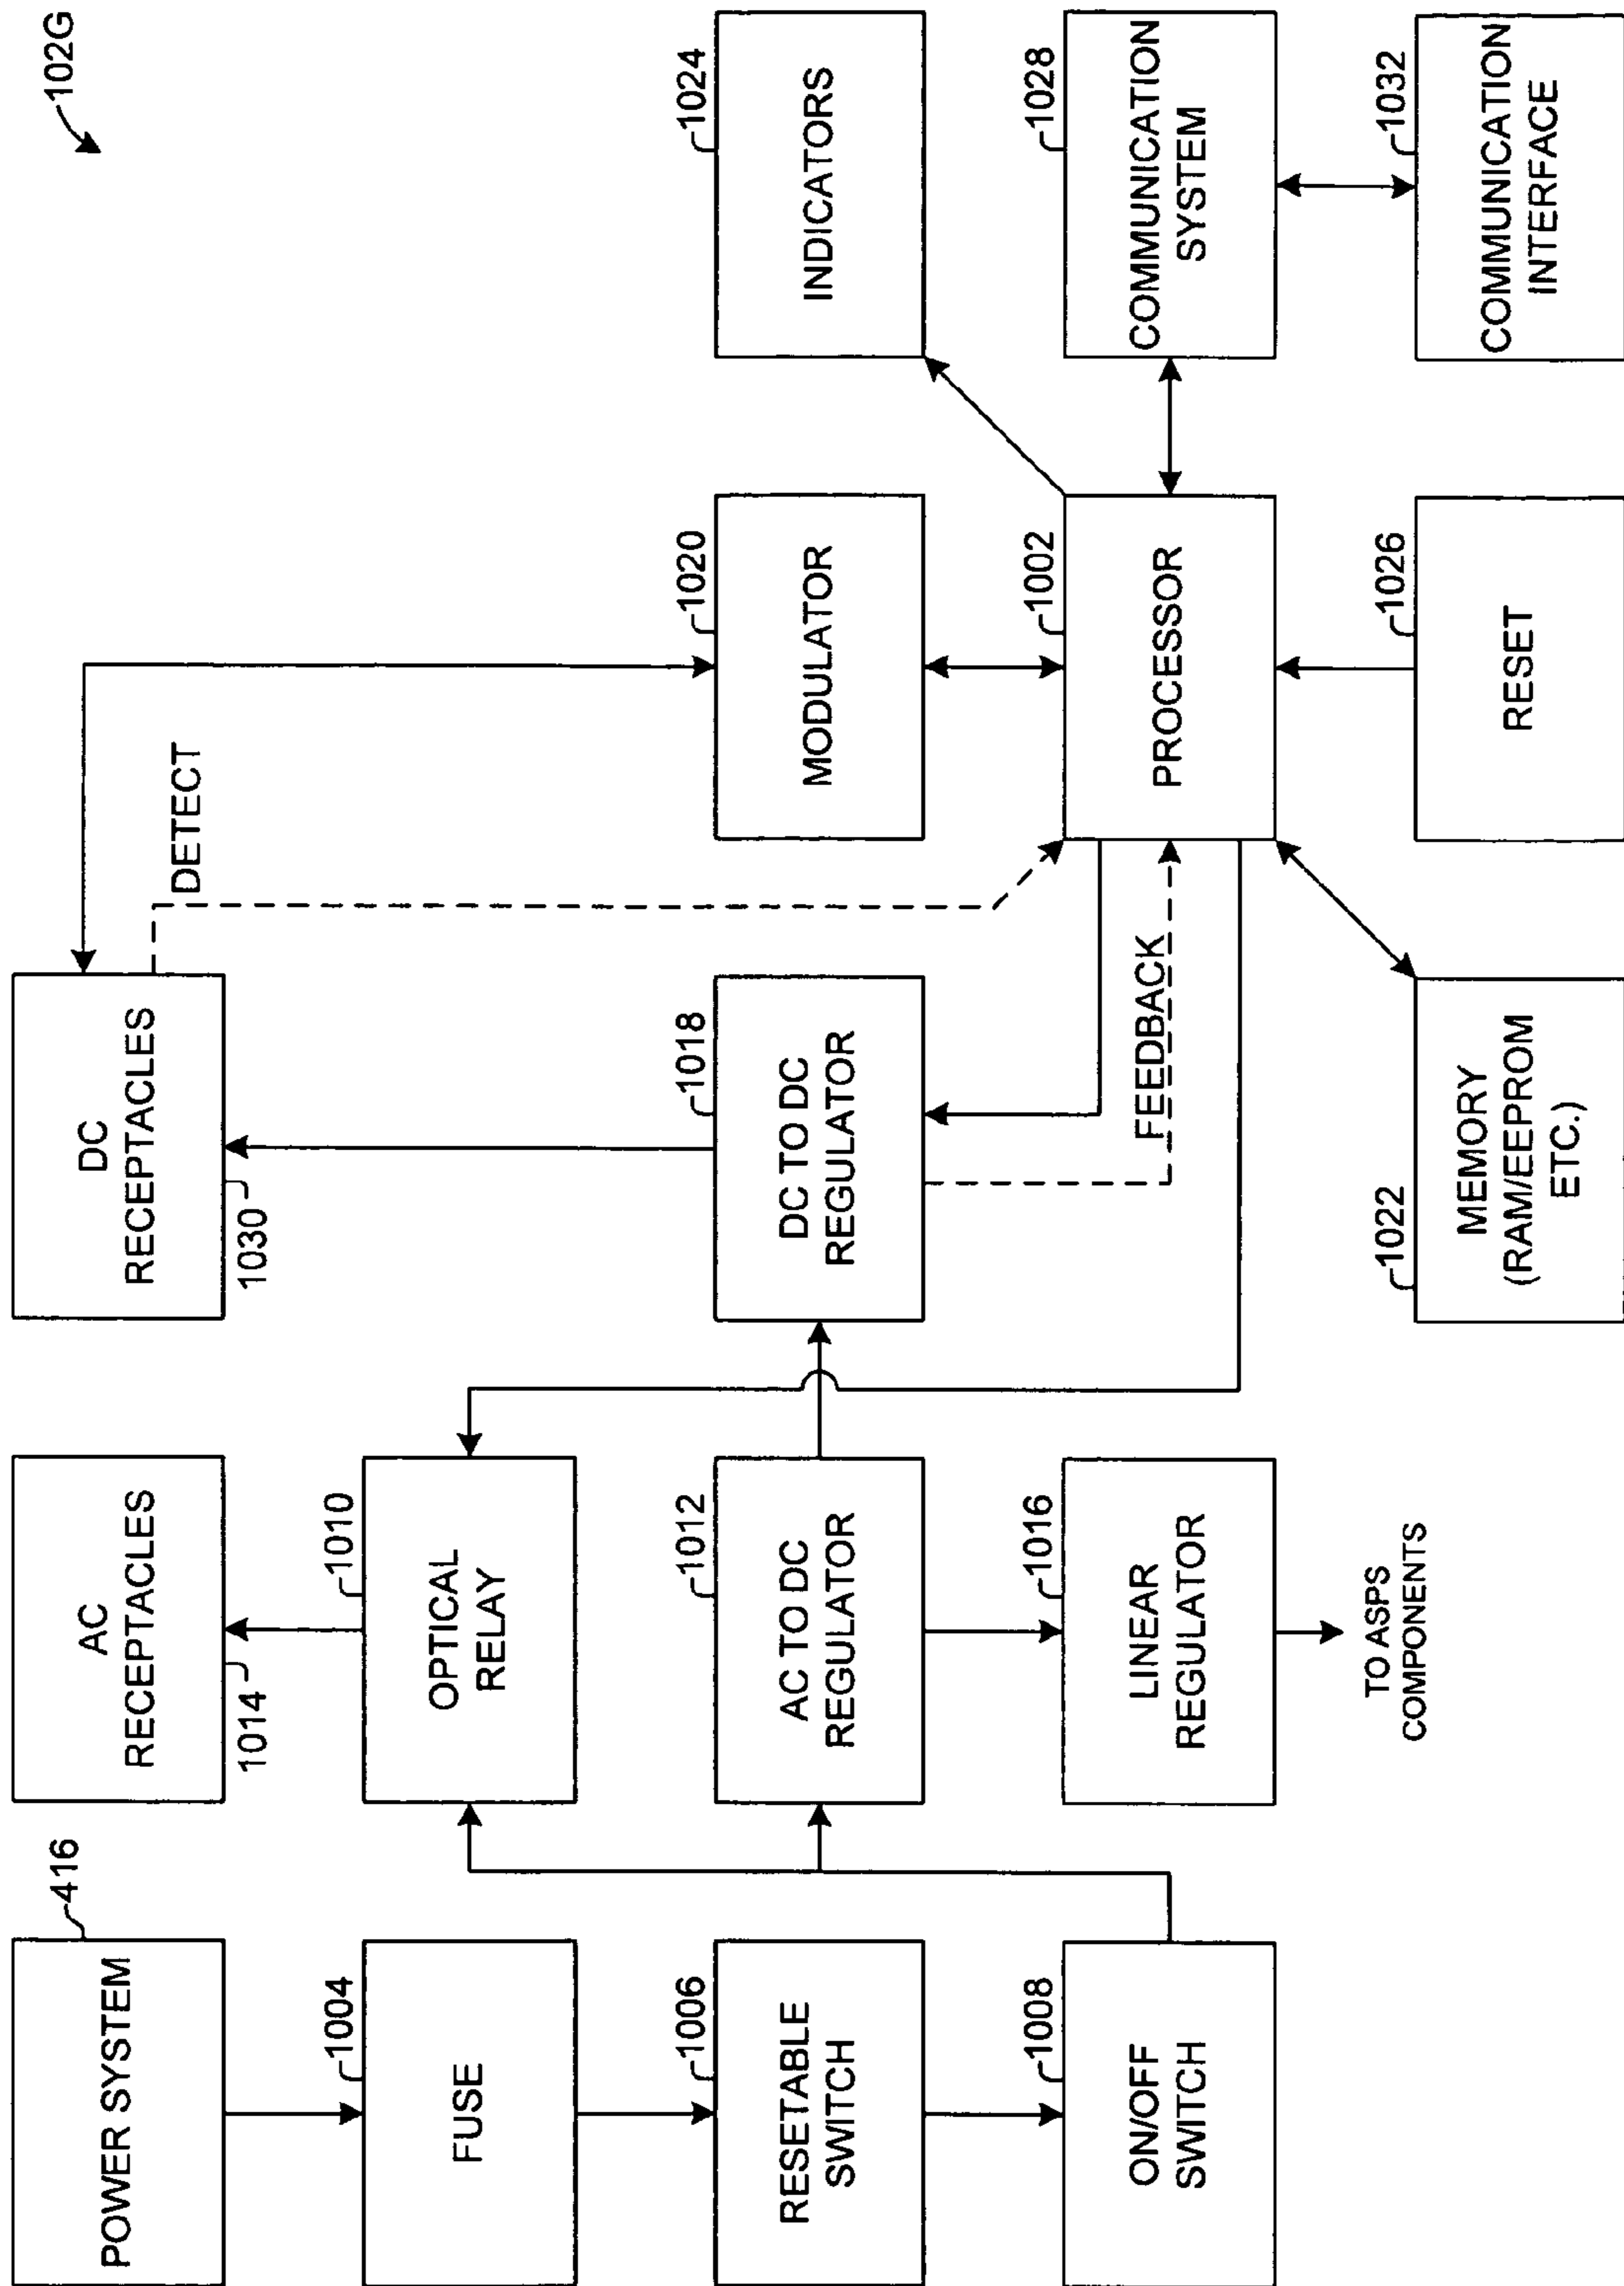 102G
POWER SYSTEM
416
FUSE
1004
RESETABLE
SWITCH
1006
ON/OFF
SWITCH
1008
AC
RECEPTACLES
1014
OPTICAL
RELAY
1010
AC TO DC
REGULATOR
1012
LINEAR
REGULATOR
1016
TO ASPS
COMPONENTS
DC
RECEPTACLES
1030
DETECT
DC TO DC
REGULATOR
1018
FEEDBACK
MEMORY
(RAM/EEPROM
ETC.)
1022
MODULATOR
1020
PROCESSOR
1002
RESET
1026
INDICATORS
1024
COMMUNICATION
SYSTEM
1028
COMMUNICATION
INTERFACE
1032